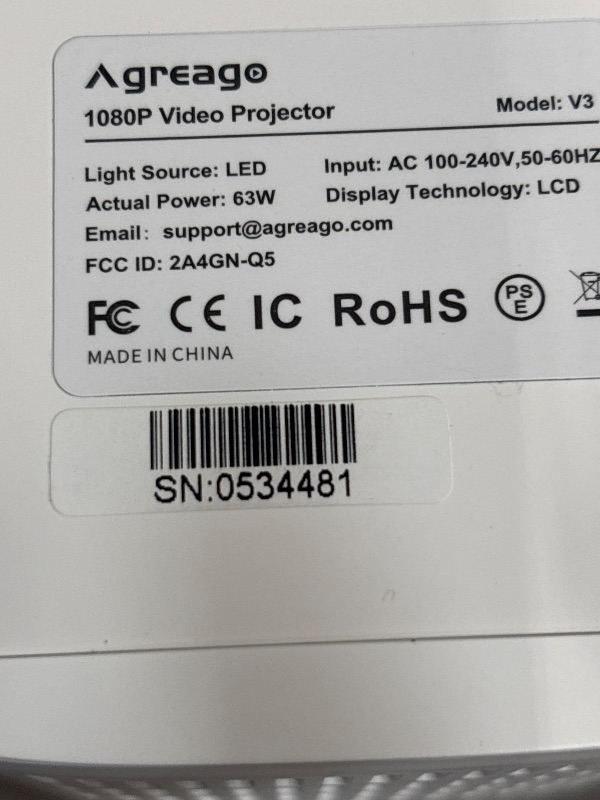 Agreago
1080P Video Projector
Model: V3
Light Source: LED
Input: AC 100-240V,50-60HZ
Actual Power: 63W
Display Technology: LCD
Email: support@agreago.com
FCC ID: 2A4GN-Q5
FC CE IC RoHS PSE
MADE IN CHINA
SN:0534481